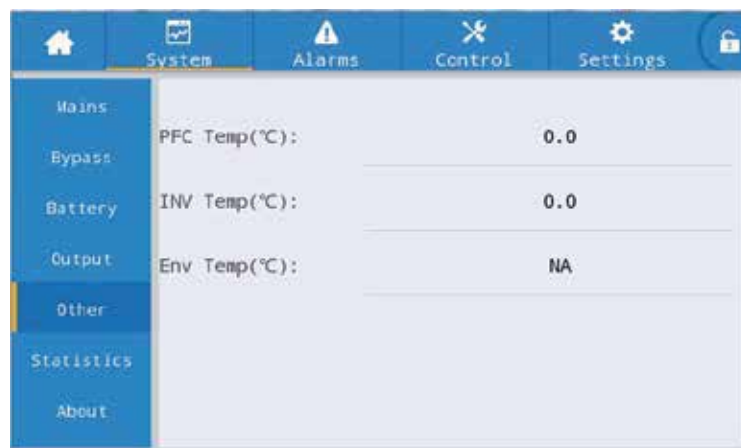 System Alarms Control Settings
Mains
Bypass
Battery
Output
Other
Statistics
About
PFC Temp(℃): 0.0
INV Temp(℃): 0.0
Env Temp(℃): NA